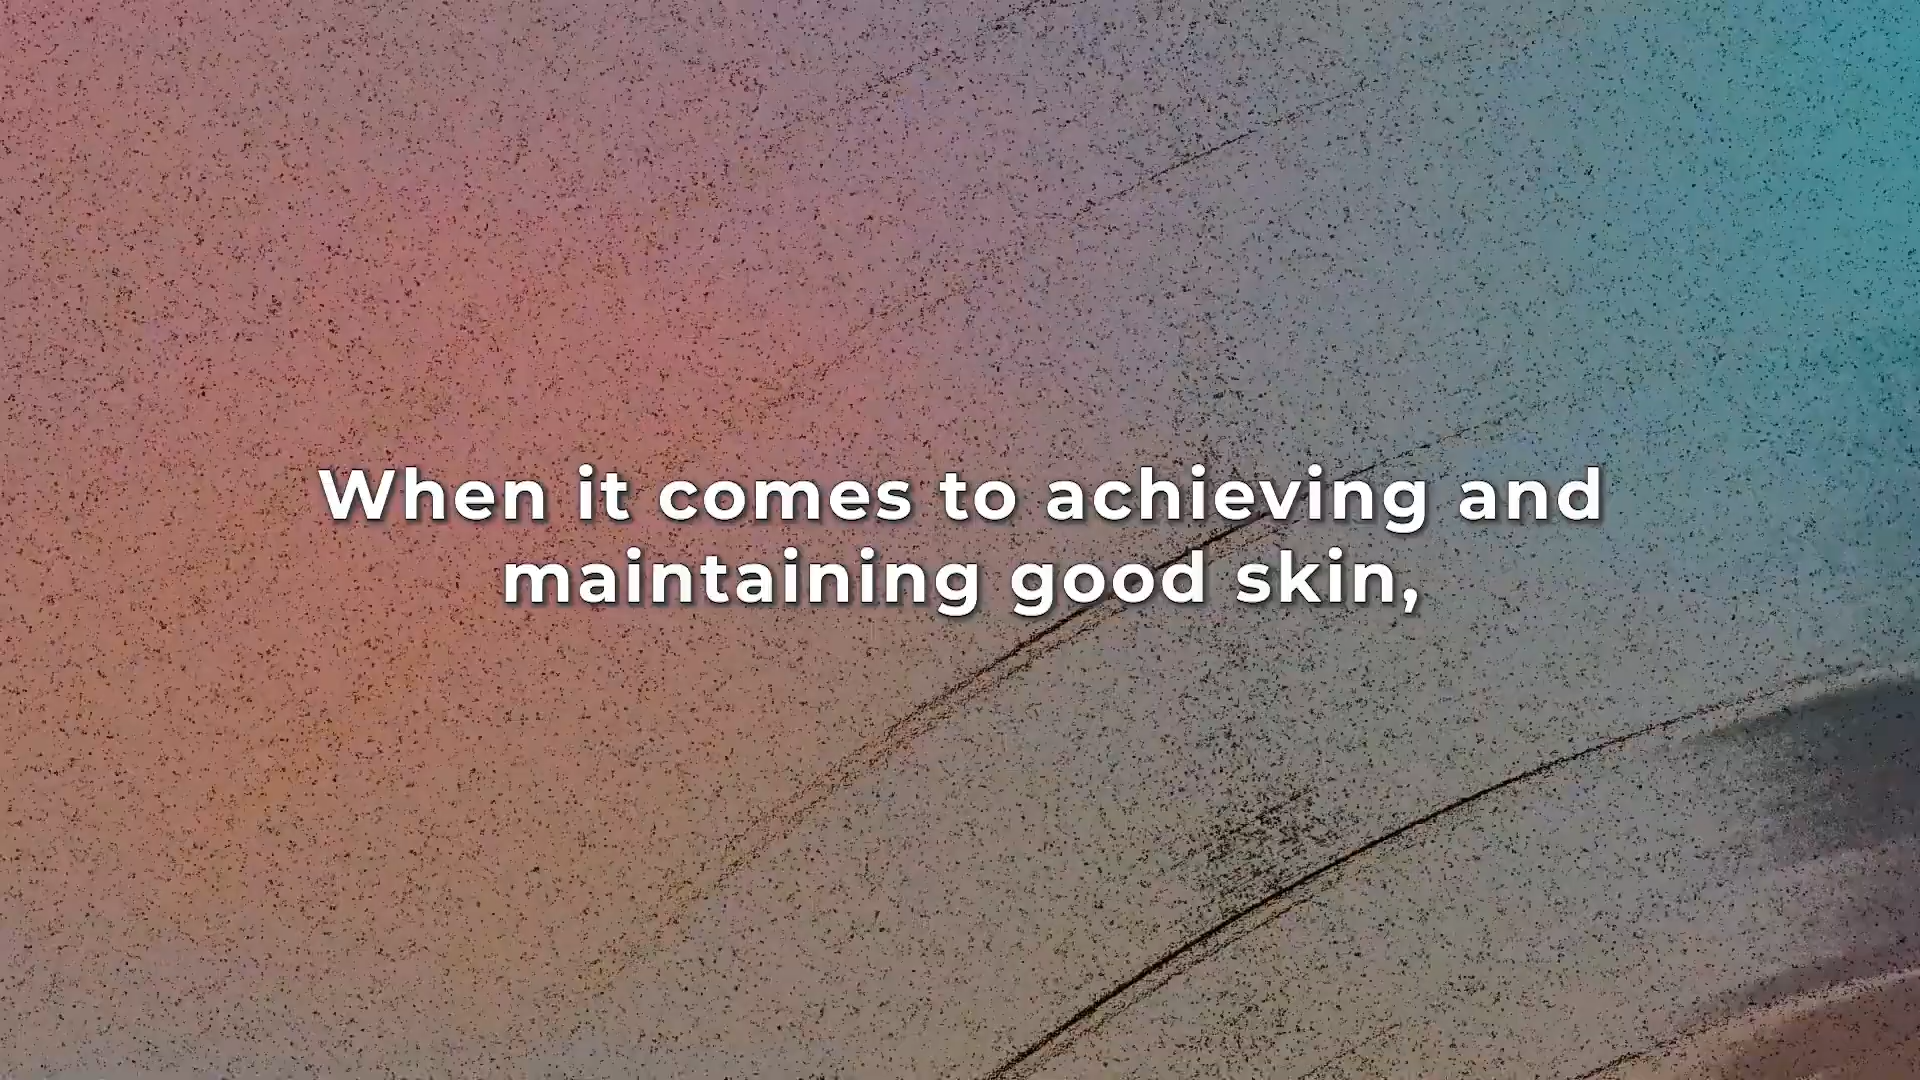 When it comes to achieving and
maintaining good skin,